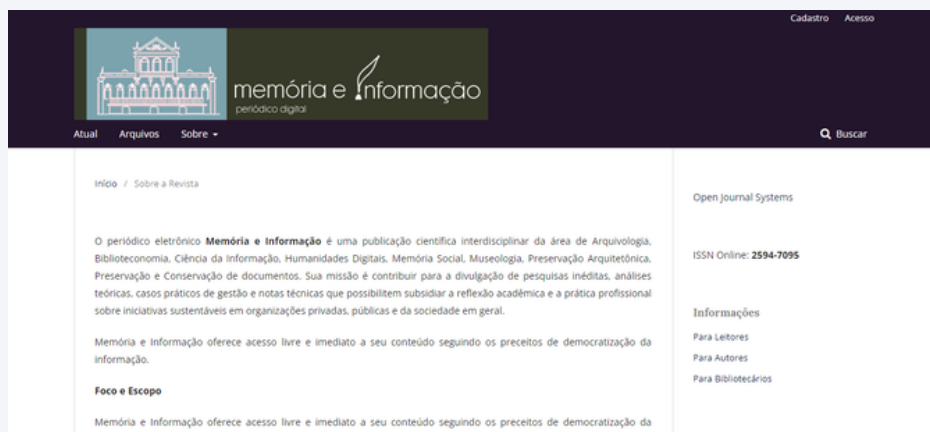 Cadastro Acesso
memória e informação
periódico digital
Atual Arquivos Sobre
Buscar
Início / Sobre a Revista
O periódico eletrônico Memória e Informação é uma publicação científica interdisciplinar da área de Arquivologia,
Biblioteconomia, Ciência da Informação, Humanidades Digitais, Memória Social, Museologia, Preservação Arquitetônica,
Preservação e Conservação de documentos. Sua missão é contribuir para a divulgação de pesquisas inéditas, análises
teóricas, casos práticos de gestão e notas técnicas que possibilitem subsidiar a reflexão acadêmica e a prática profissional
sobre iniciativas sustentáveis em organizações privadas, públicas e da sociedade em geral.
Memória e Informação oferece acesso livre e imediato a seu conteúdo seguindo os preceitos de democratização da
informação.
Foco e Escopo
Memória e Informação oferece acesso livre e imediato a seu conteúdo seguindo os preceitos de democratização da
Open Journal Systems
ISSN Online: 2594-7095
Informações
Para Leitores
Para Autores
Para Bibliotecários